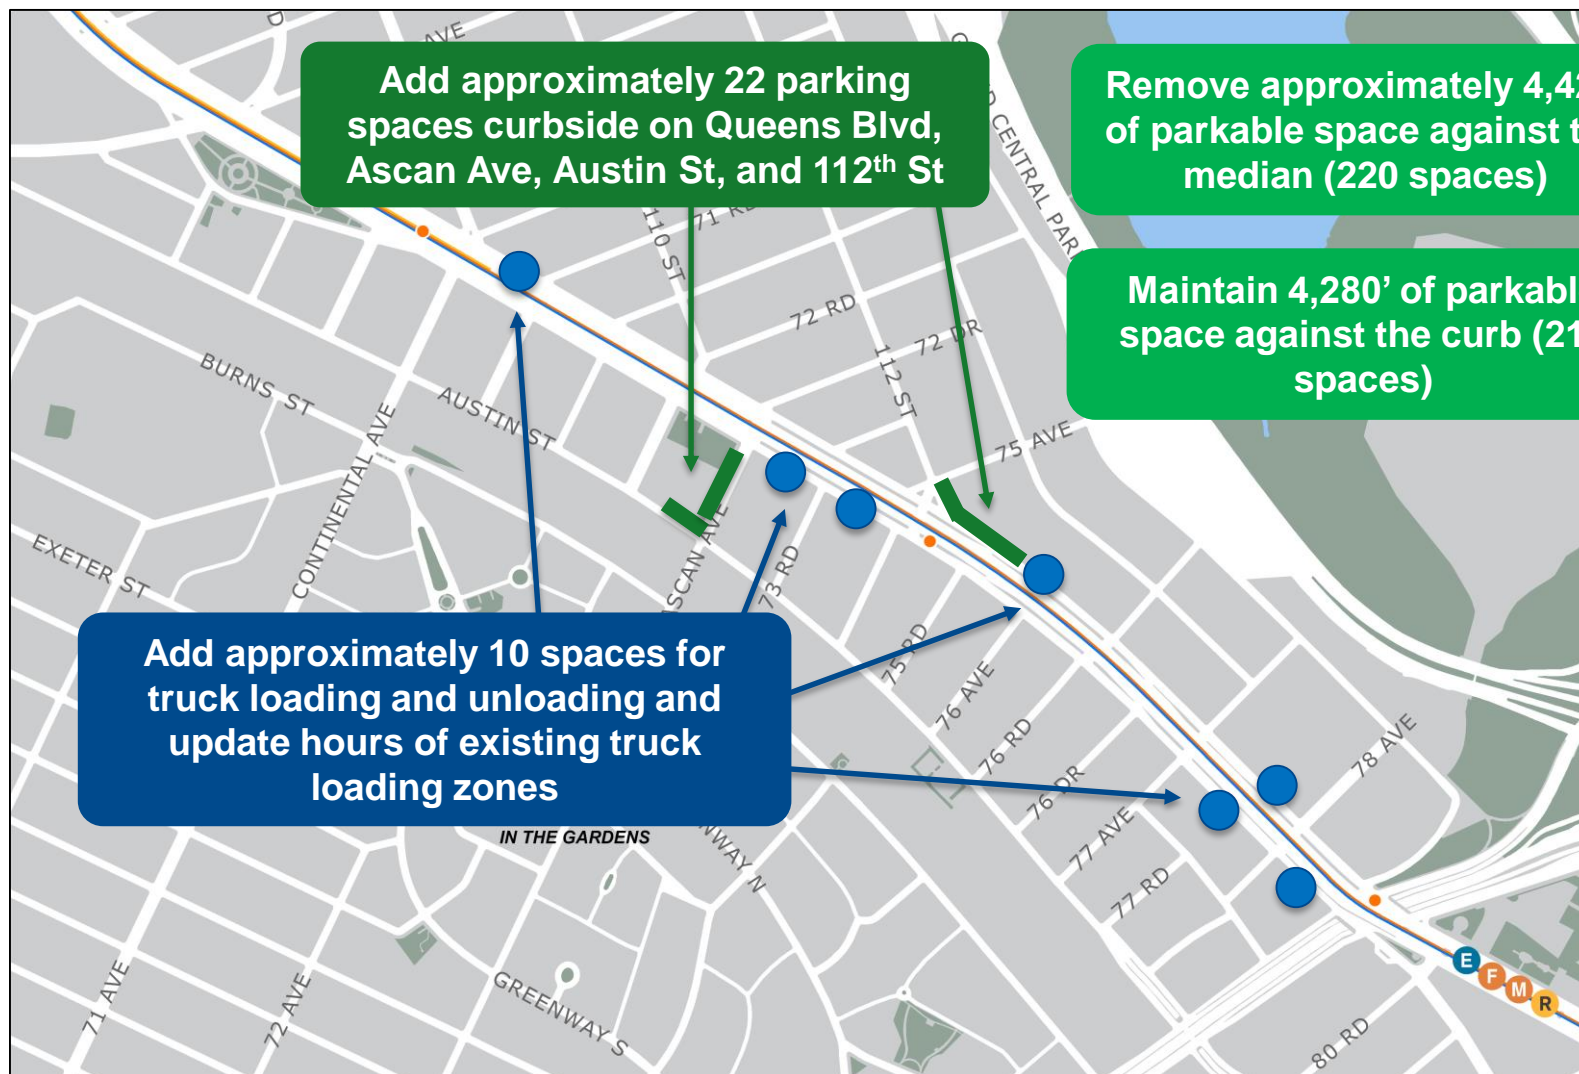 Add approximately 22 parking
spaces curbside on Queens Blvd,
Ascan Ave, Austin St, and 112th St
Remove approximately
of parkable space against
median (220 spaces)
Maintain 4,280’ of
space against the curb
spaces)
Add approximately 10 spaces for
truck loading and unloading and
update hours of existing truck
loading zones
D
AVE
CENTRAL
110 ST
72 RD
72 DR
112 ST
75 AVE
BURNS ST
AUSTIN ST
CONTINENTAL AVE
EXETER ST
ASCAN AVE
73 RD
75 RD
76 AVE
76 RD
76 DR
77 AVE
77 RD
78 AVE
IN THE GARDENS
N
71 AVE
72 AVE
GREENWAY S
80 RD
E
F
M
R